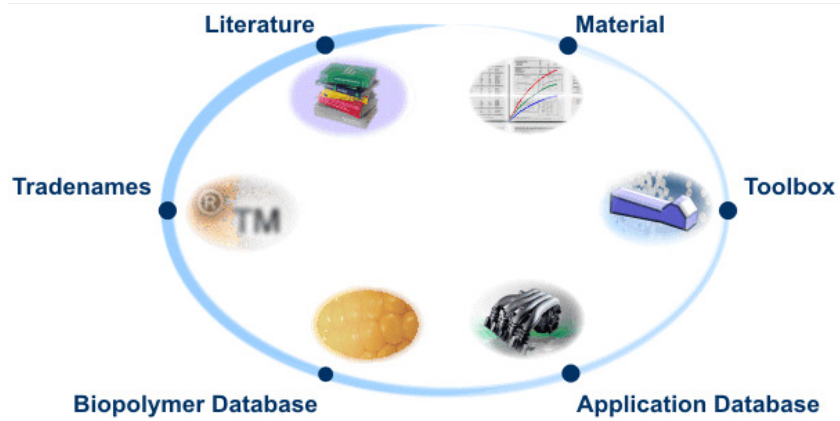 Literature
Material
Tradenames
® TM
Toolbox
Biopolymer Database
Application Database